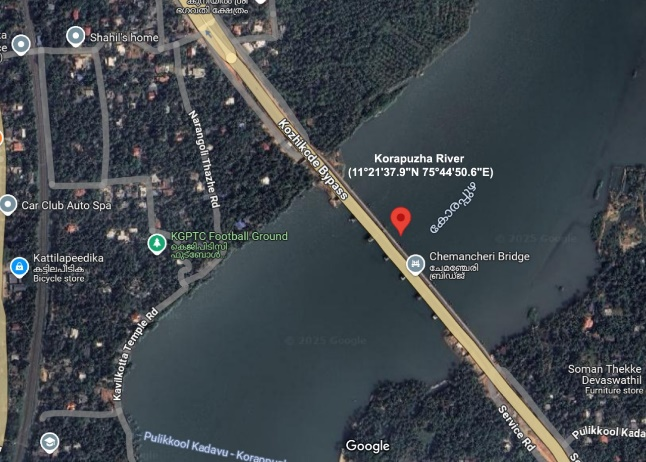 ഭഗവതി ക്ഷേത്രം
Shahil's home
Kozhikode Bypass
Narangoli Thazhe Rd
Korapuzha River
(11°21'37.9"N 75°44'50.6"E)
കോരപ്പുഴ
Car Club Auto Spa
KGPTC Football Ground
കെജിപിടിസി
ഫുട്ബോൾ...
Kattilapeedika
കട്ടിലപീടിക
Bicycle store
Chemancheri Bridge
ചേമഞ്ചേരി
ബ്രിഡ്ജ്
© 2025 Google
Kavilkotta Temple Rd
Soman Thekke
Devaswathil
Furniture store
Service Rd
Pulikkool Kada
Pulikkool Kadavu -
Google